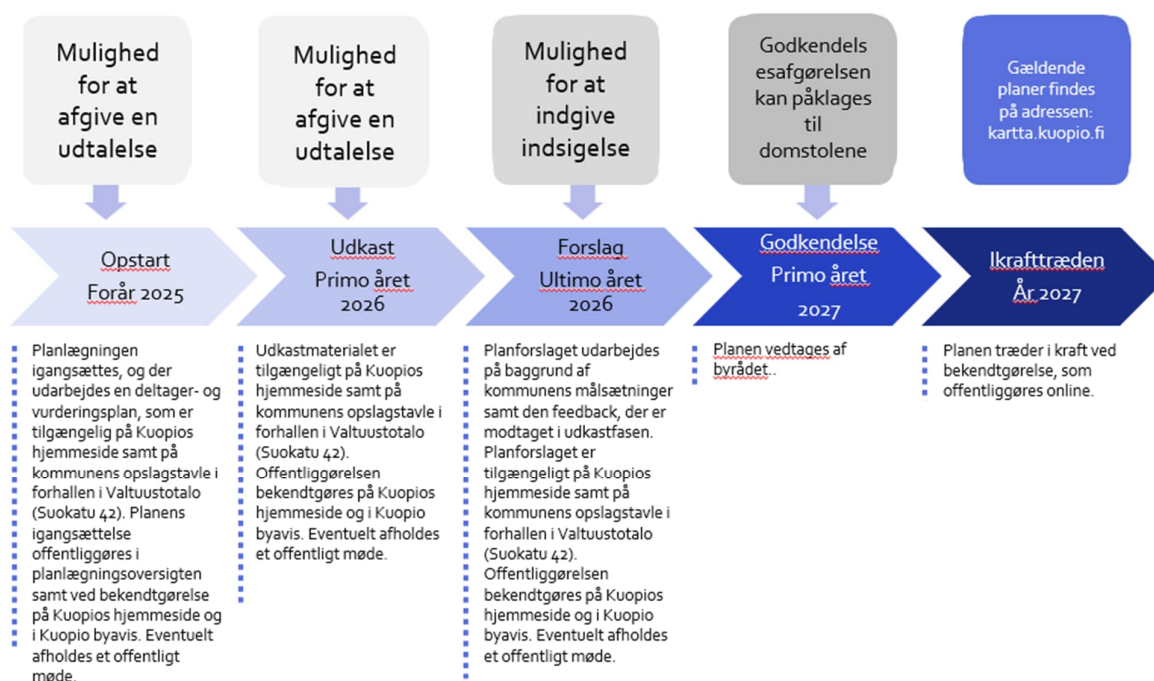 Mulighed
for at
afgive en
udtalelse
Mulighed
for at
afgive en
udtalelse
Mulighed
for at
indgive
indsigelse
Godkendels
esafgørelsen
kan påklages
til
domstolene
Gældende
planer findes
på adressen:
kartta.kuopio.fi
Opstart
Forår 2025
Udkast
Primo året
2026
Forslag
Ultimo året
2026
Godkendelse
Primo året
2027
Ikrafttræden
År 2027
Planlægningen
igangsættes, og der
udarbejdes en deltager- og
vurderingsplan, som er
tilgængelig på Kuopios
hjemmeside samt på
kommunens opslagstavle i
forhallen i Valtuustotalo
(Suokatu 42). Planens
igangsættelse
offentliggøres i
planlægningsoversigten
samt ved bekendtgørelse
på Kuopios hjemmeside og
i Kuopio byavis. Eventuelt
afholdes et offentligt
møde.
Udkastmaterialet er
tilgængeligt på Kuopios
hjemmeside samt på
kommunens opslagstavle i
forhallen i Valtuustotalo
(Suokatu 42).
Offentliggørelsen
bekendtgøres på Kuopios
hjemmeside og i Kuopio
byavis. Eventuelt afholdes
et offentligt møde.
Planforslaget udarbejdes
på baggrund af
kommunens målsætninger
samt den feedback, der er
modtaget i udkastfasen.
Planforslaget er
tilgængeligt på Kuopios
hjemmeside samt på
kommunens opslagstavle i
forhallen i Valtuustotalo
(Suokatu 42).
Offentliggørelsen
bekendtgøres på Kuopios
hjemmeside og i Kuopio
byavis. Eventuelt afholdes
et offentligt møde.
Planen vedtages af
byrådet..
Planen træder i kraft ved
bekendtgørelse, som
offentliggøres online.